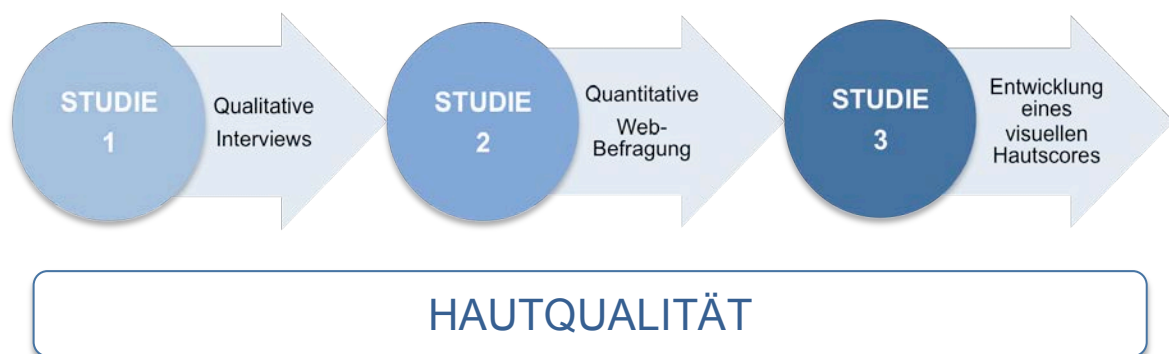 STUDIE
1
Qualitative
Interviews
STUDIE
2
Quantitative
Web-
Befragung
STUDIE
3
Entwicklung
eines
visuellen
Hautscores
HAUTQUALITÄT